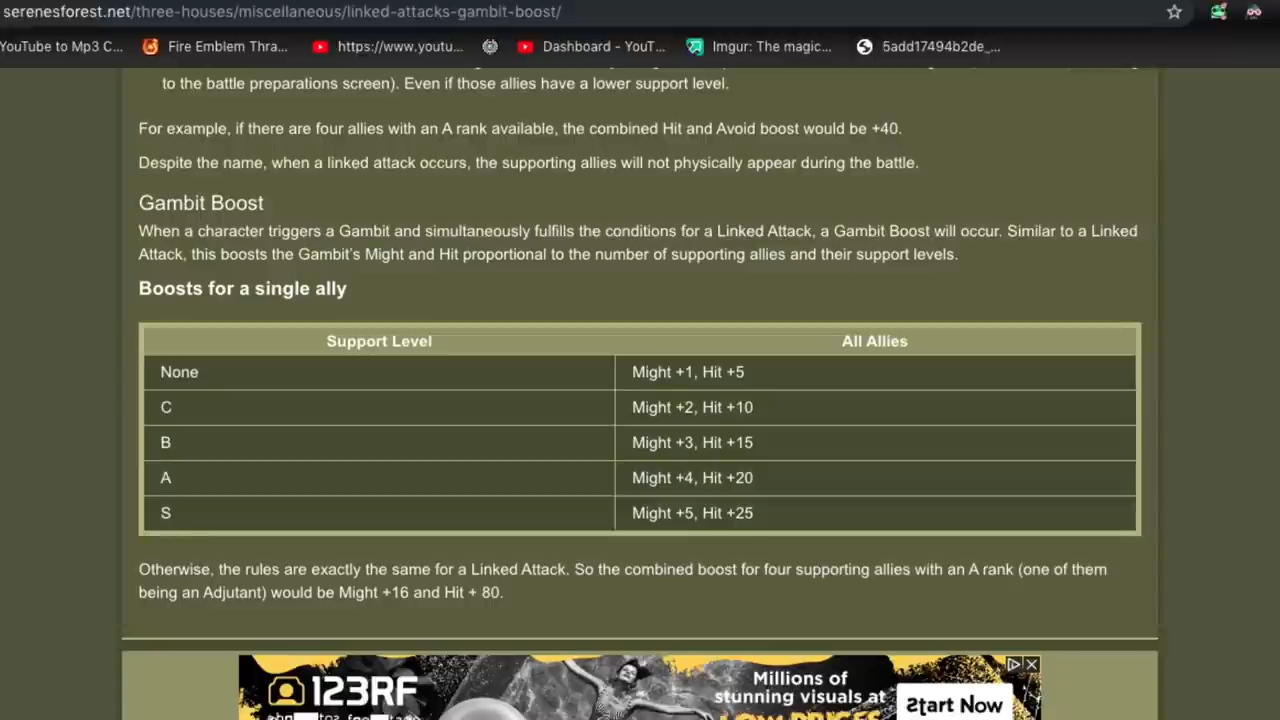 serenesforest.net/three-houses/miscellaneous/linked-attacks-gambit-boost/
YouTube to Mp3 C... Fire Emblem Thra... https://www.youtu... Dashboard - YouT... Imgur: The magic... 5add17494b2de_...
to the battle preparations screen). Even if those allies have a lower support level.
For example, if there are four allies with an A rank available, the combined Hit and Avoid boost would be +40.
Despite the name, when a linked attack occurs, the supporting allies will not physically appear during the battle.
Gambit Boost
When a character triggers a Gambit and simultaneously fulfills the conditions for a Linked Attack, a Gambit Boost will occur. Similar to a Linked
Attack, this boosts the Gambit's Might and Hit proportional to the number of supporting allies and their support levels.
Boosts for a single ally
Support Level All Allies
None Might +1, Hit +5
C Might +2, Hit +10
B Might +3, Hit +15
A Might +4, Hit +20
S Might +5, Hit +25
Otherwise, the rules are exactly the same for a Linked Attack. So the combined boost for four supporting allies with an A rank (one of them
being an Adjutant) would be Might +16 and Hit + 80.
123RF
Millions of
stunning visuals at
LOW PRICES
Start Now